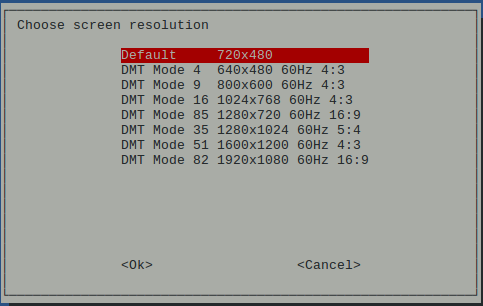 Choose screen resolution
Default 720x480
DMT Mode 4 640x480 60Hz 4:3
DMT Mode 9 800x600 60Hz 4:3
DMT Mode 16 1024x768 60Hz 4:3
DMT Mode 85 1280x720 60Hz 16:9
DMT Mode 35 1280x1024 60Hz 5:4
DMT Mode 51 1600x1200 60Hz 4:3
DMT Mode 82 1920x1080 60Hz 16:9
<Ok> <Cancel>